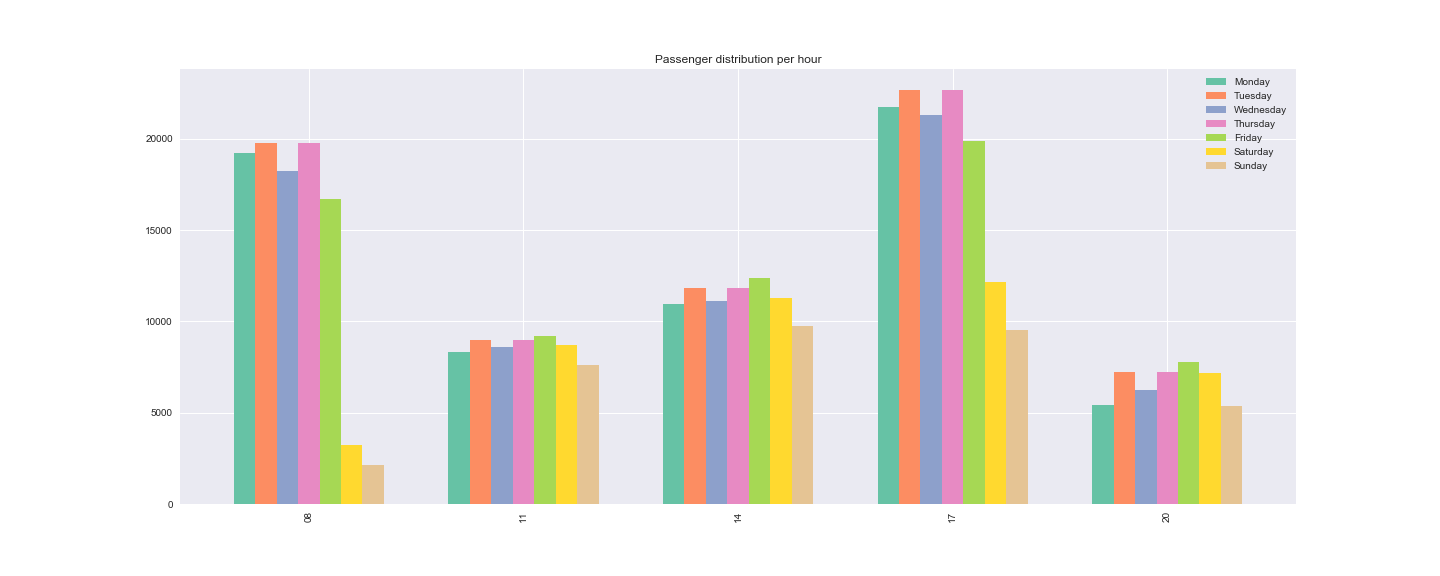 Passenger distribution per hour
Monday
Tuesday
Wednesday
Thursday
Friday
Saturday
Sunday
20000
15000
10000
5000
0
08
11
14
17
20